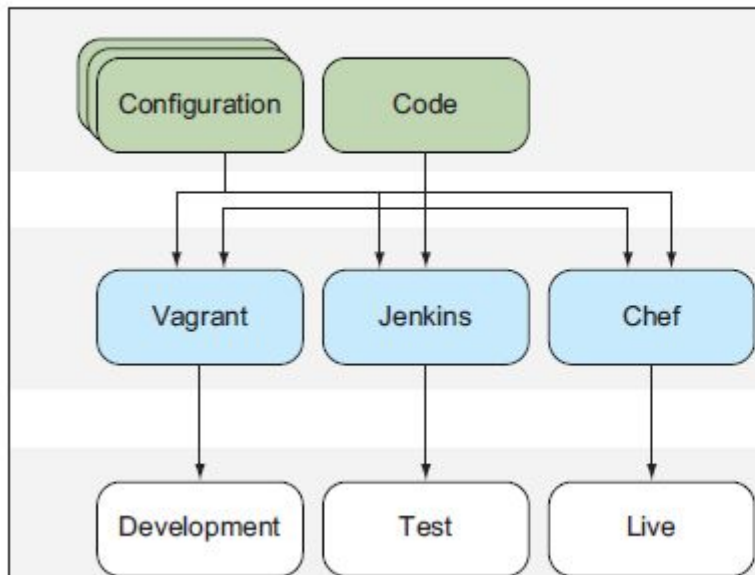 Configuration
Code
Vagrant
Jenkins
Chef
Development
Test
Live